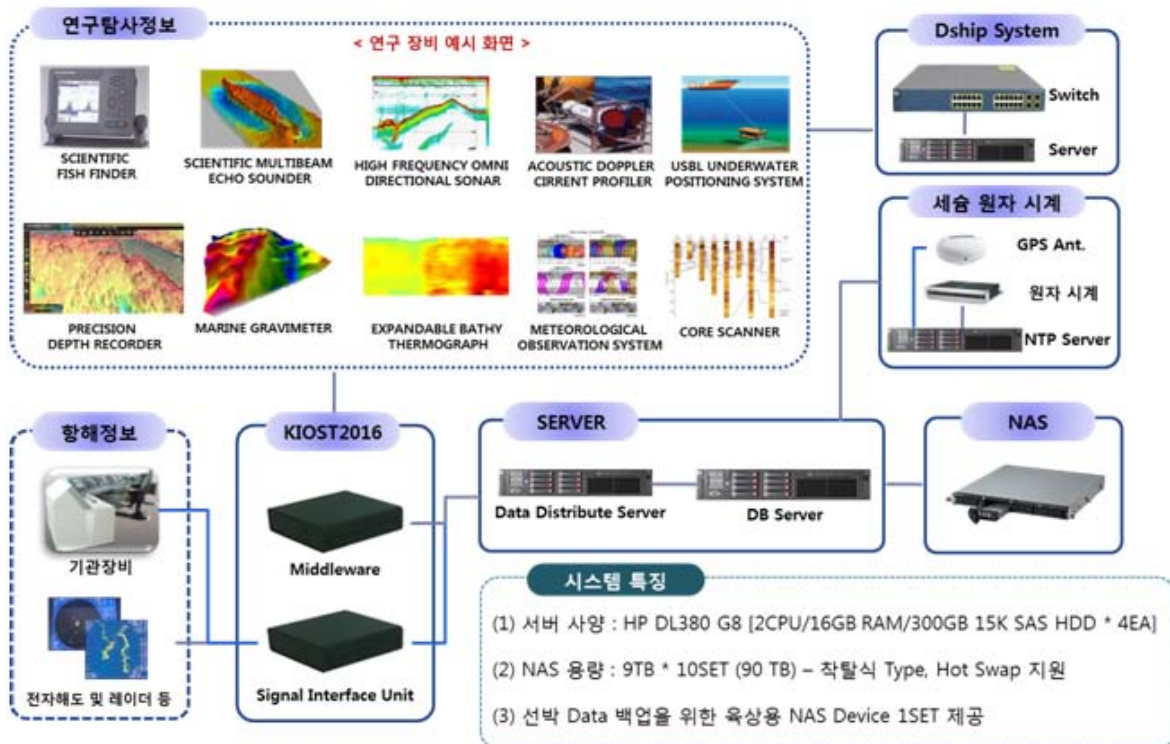 연구탐사정보
< 연구 장비 예시 화면 >
SCIENTIFIC
FISH FINDER
SCIENTIFIC MULTIBEAM
ECHO SOUNDER
HIGH FREQUENCY OMNI
DIRECTIONAL SONAR
ACOUSTIC DOPPLER
CIRRENT PROFILER
USBL UNDERWATER
POSITIONING SYSTEM
PRECISION
DEPTH RECORDER
MARINE GRAVIMETER
EXPANDABLE BATHY
THERMOGRAPH
METEOROLOGICAL
OBSERVATION SYSTEM
CORE SCANNER
Dship System
Switch
Server
세슘 원자 시계
GPS Ant.
원자 시계
NTP Server
항해정보
기관장비
전자해도 및 레이더 등
KIOST2016
Middleware
Signal Interface Unit
SERVER
Data Distribute Server
DB Server
NAS
시스템 특징
(1) 서버 사양 : HP DL380 G8 [2CPU/16GB RAM/300GB 15K SAS HDD * 4EA]
(2) NAS 용량 : 9TB * 10SET (90 TB) – 착탈식 Type, Hot Swap 지원
(3) 선박 Data 백업을 위한 육상용 NAS Device 1SET 제공